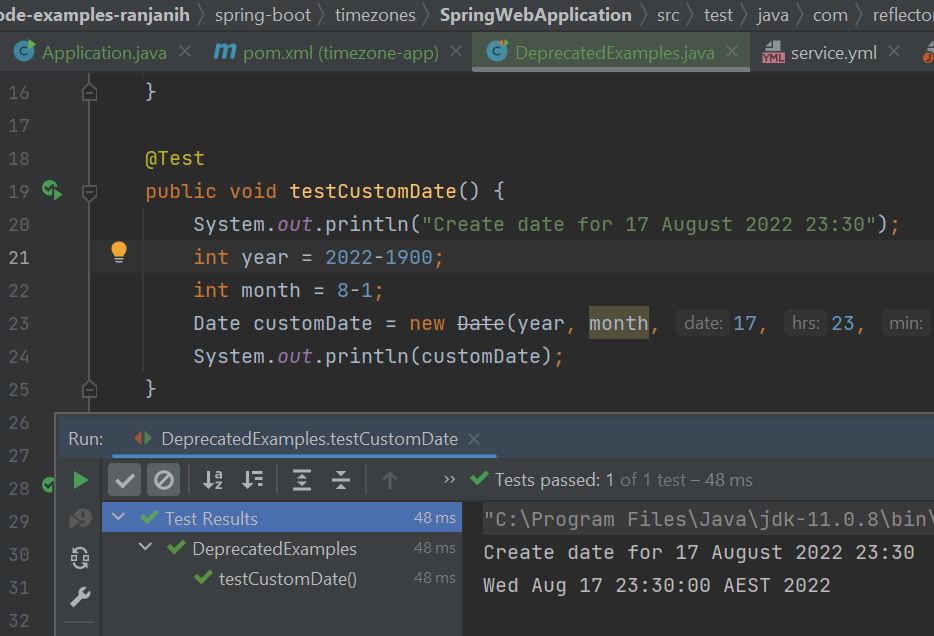 ode-examples-ranjanih > spring-boot > timezones > SpringWebApplication > src > test > java > com > reflecto
Application.java × m pom.xml (timezone-app) × DeprecatedExamples.java × YML service.yml ×
16 }
17
18 @Test
19 public void testCustomDate() {
20 System.out.println("Create date for 17 August 2022 23:30");
21 int year = 2022-1900;
22 int month = 8-1;
23 Date customDate = new Date(year, month, date: 17, hrs: 23, min:
24 System.out.println(customDate);
25 }
26
Run: DeprecatedExamples.testCustomDate ×
27
28 >> Tests passed: 1 of 1 test – 48 ms
29 Test Results 48 ms "C:\Program Files\Java\jdk-11.0.8\bin\
30 DeprecatedExamples 48 ms Create date for 17 August 2022 23:30
31 testCustomDate() 48 ms Wed Aug 17 23:30:00 AEST 2022
32